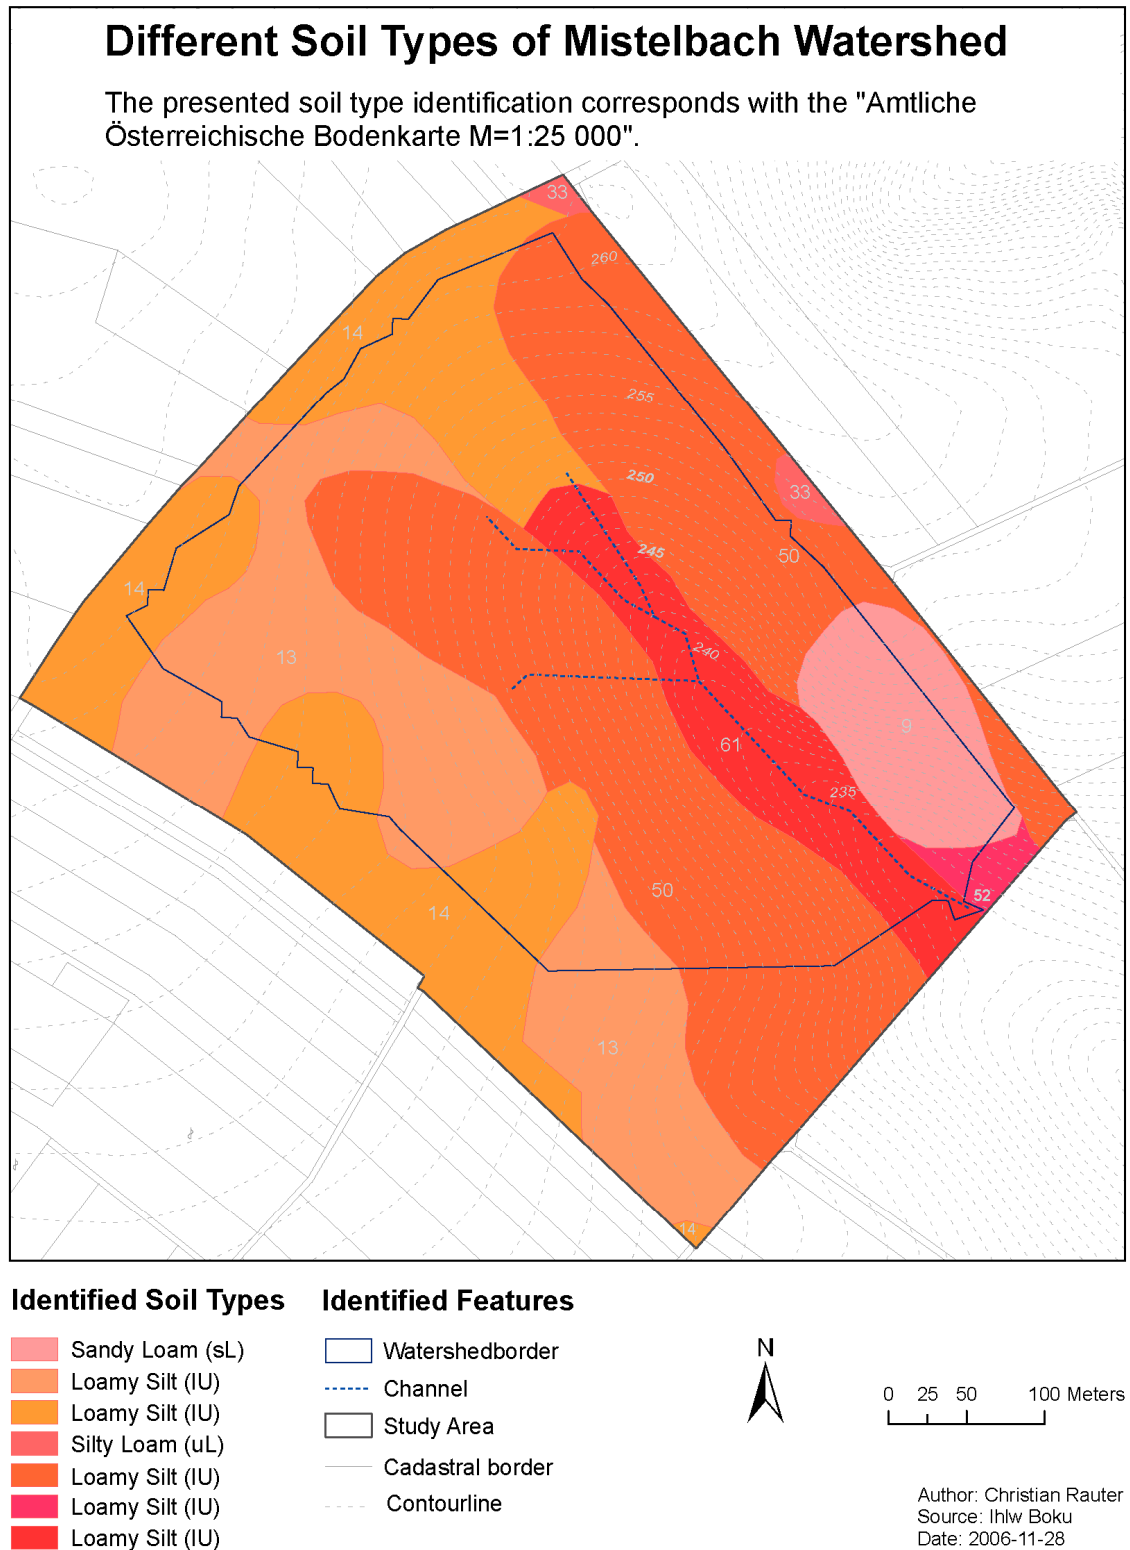 Different Soil Types of Mistelbach Watershed
The presented soil type identification corresponds with the "Amtliche
Österreichische Bodenkarte M=1:25 000".
33
260
14
255
250
33
245
50
14
240
13
9
61
235
50
52
14
13
14
Identified Soil Types
Sandy Loam (sL)
Loamy Silt (lU)
Loamy Silt (lU)
Silty Loam (uL)
Loamy Silt (lU)
Loamy Silt (lU)
Loamy Silt (lU)
Identified Features
Watershedborder
Channel
Study Area
Cadastral border
Contourline
N
0 25 50 100 Meters
Author: Christian Rauter
Source: Ihlw Boku
Date: 2006-11-28